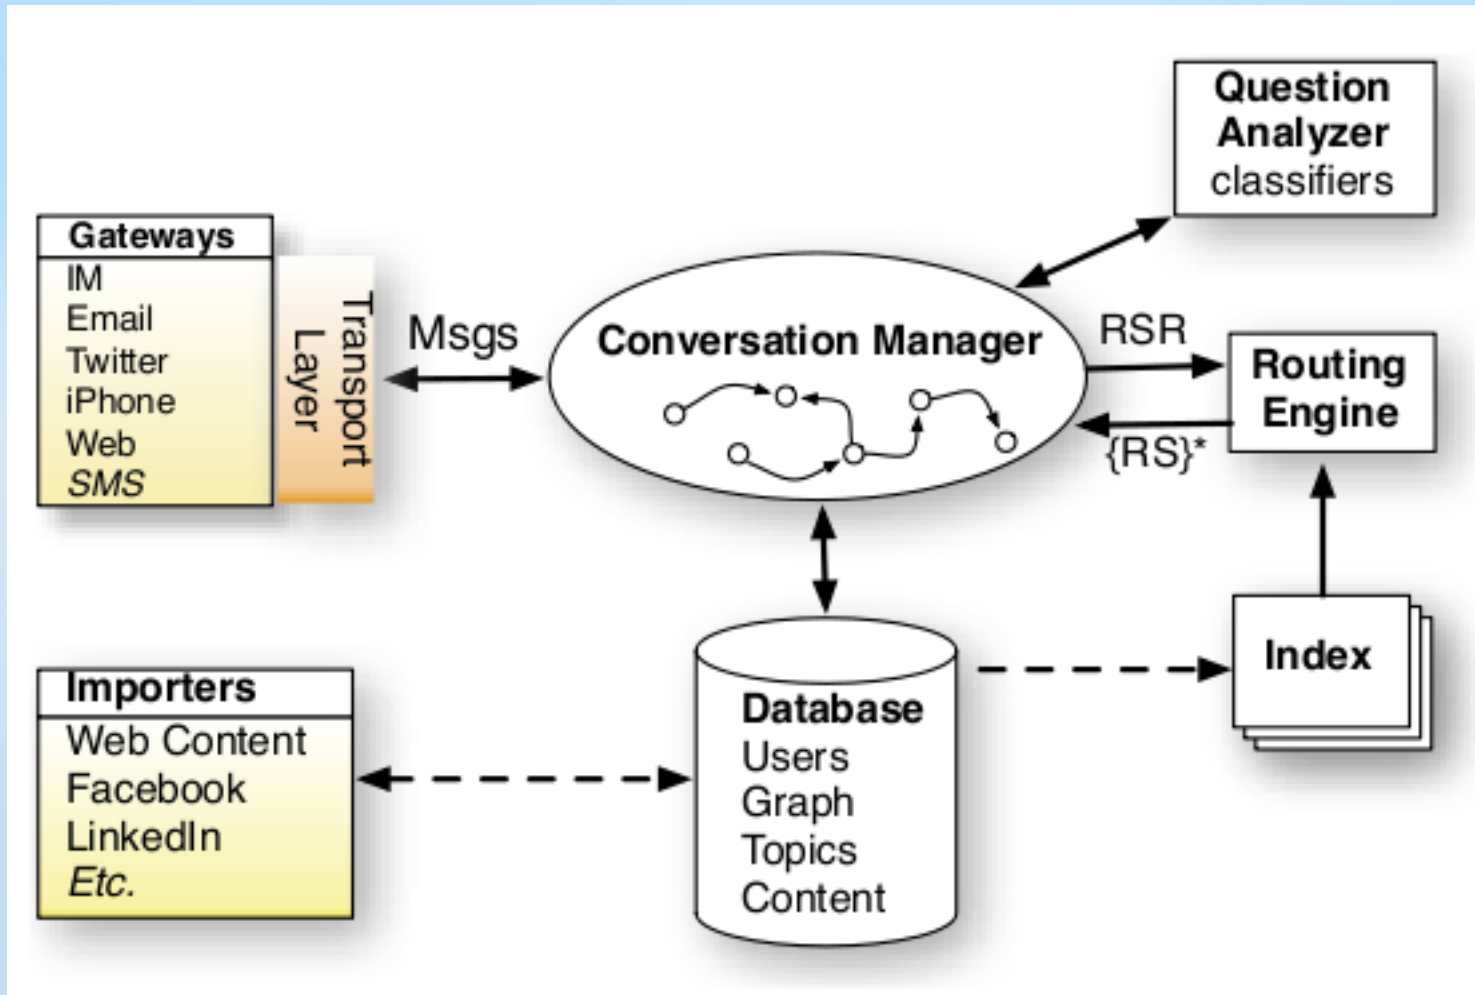 Question
Analyzer
classifiers
Gateways
IM
Email
Twitter
iPhone
Web
SMS
Transport
Layer
Msgs
Conversation Manager
RSR
{RS}*
Routing
Engine
Importers
Web Content
Facebook
LinkedIn
Etc.
Database
Users
Graph
Topics
Content
Index